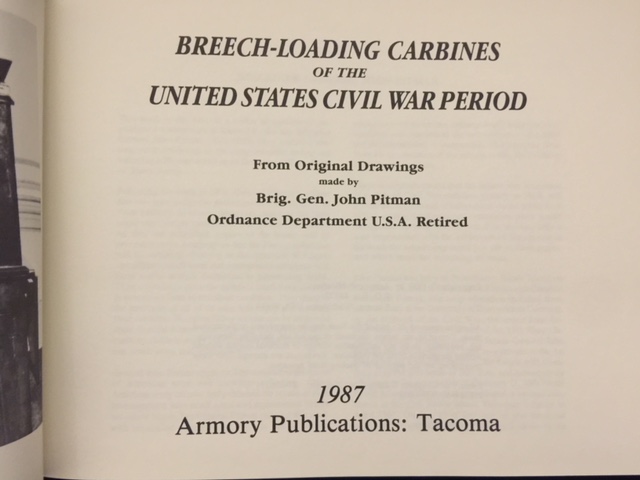 BREECH-LOADING CARBINES
OF THE
UNITED STATES CIVIL WAR PERIOD
From Original Drawings
made by
Brig. Gen. John Pitman
Ordnance Department U.S.A. Retired
1987
Armory Publications: Tacoma